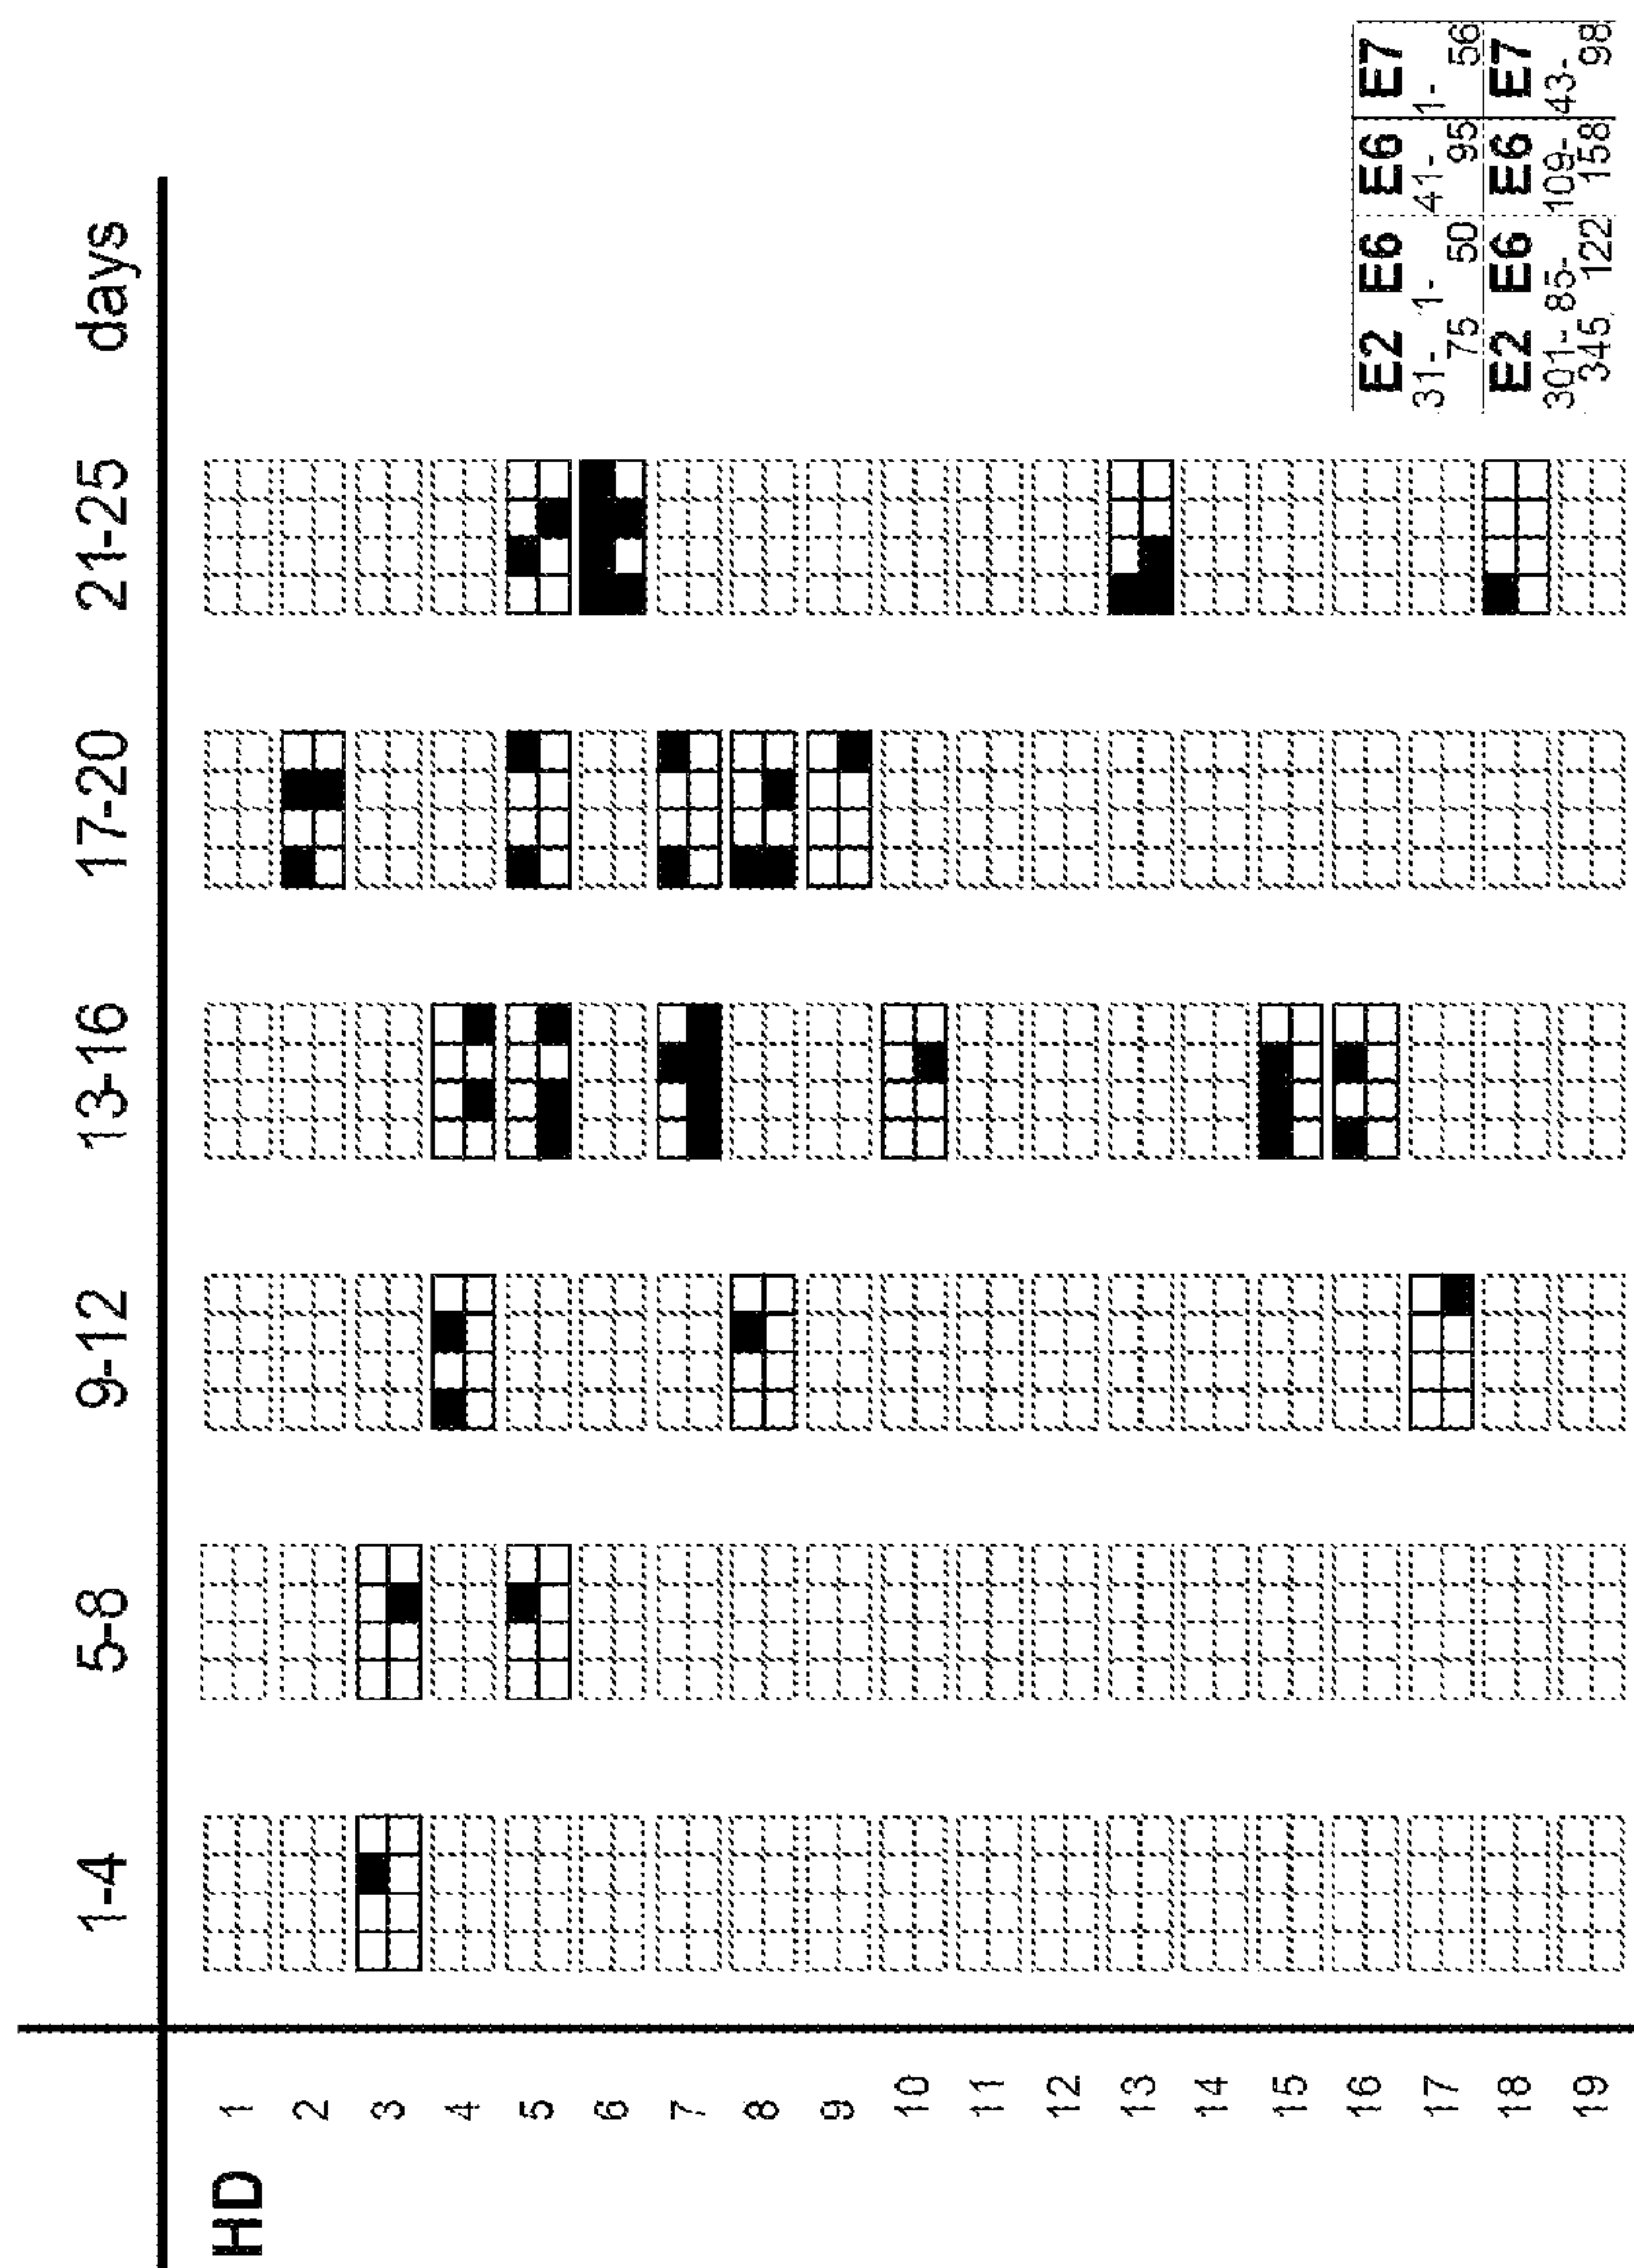 1-4 5-8 9-12 13-16 17-20 21-25 days
HD 1
2
3
4
5
6
7
8
9
10
11
12
13
14
15
16
17
18
19
E2 E6 E6 E7
31- 1- 41- 1-
75 50 95 56
E2 E6 E6 E7
301- 85- 109- 43-
345 122 158 98